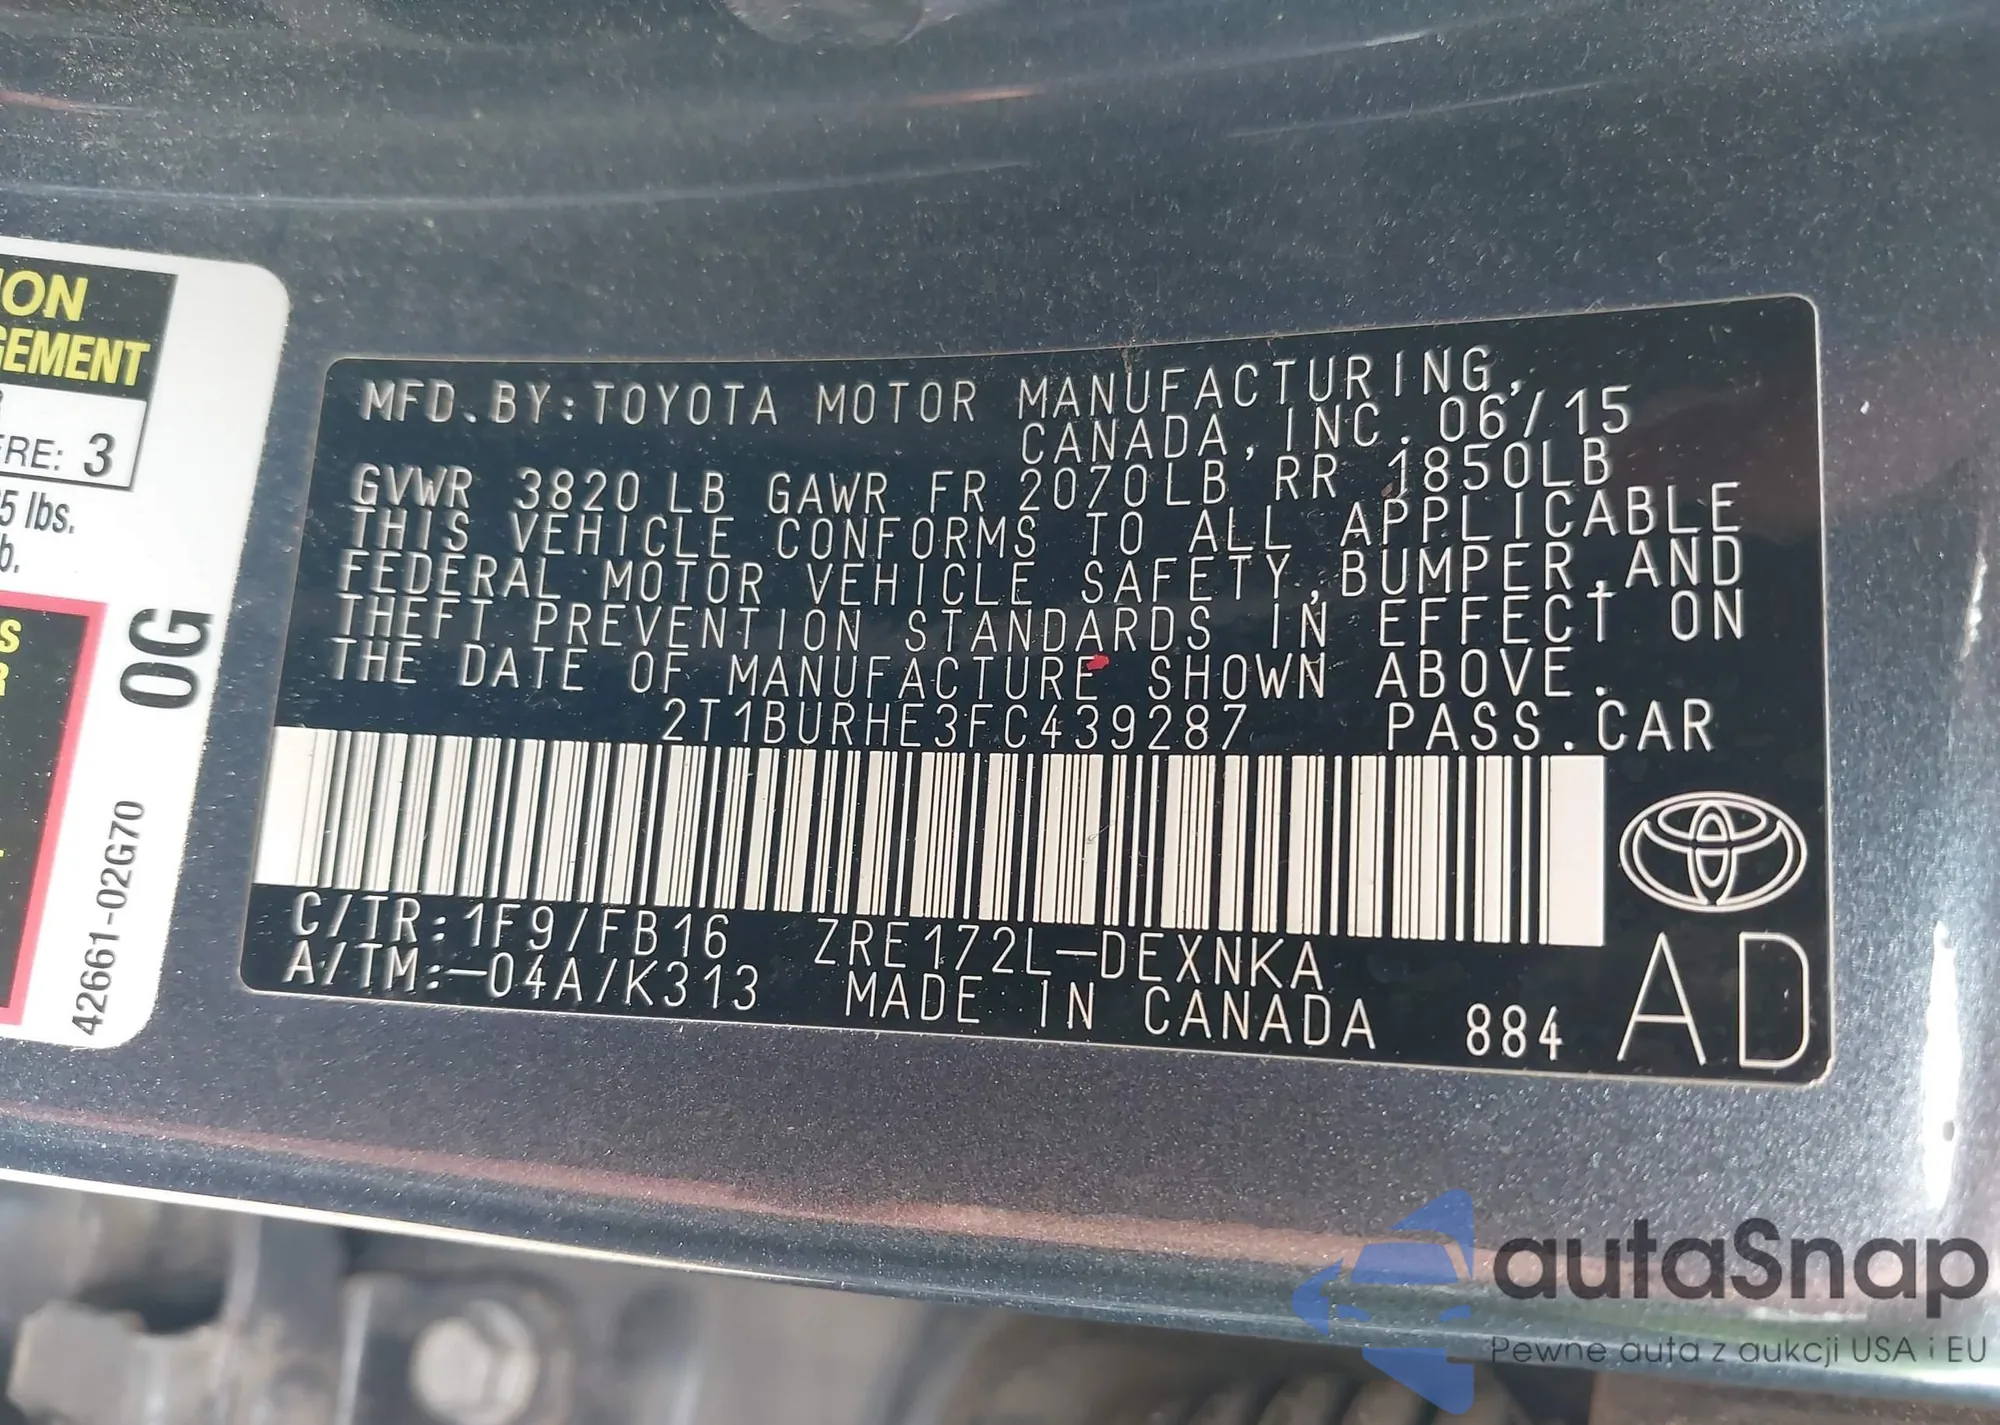 ION
GEMENT
ERE: 3
5 lbs.
b.
S
R
0G
42661-02G70
MFD.BY:TOYOTA MOTOR MANUFACTURING,
CANADA,INC. 06/15
GVWR 3820 LB GAWR FR 2070LB RR 1850LB
THIS VEHICLE CONFORMS TO ALL APPLICABLE
FEDERAL MOTOR VEHICLE SAFETY,BUMPER,AND
THEFT PREVENTION STANDARDS IN EFFECT ON
THE DATE OF MANUFACTURE SHOWN ABOVE.
2T1BURHE3FC439287 PASS.CAR
C/TR:1F9/FB16 ZRE172L-DEXNKA
A/TM:-04A/K313 MADE IN CANADA 884 AD
autaSnap
Pewne auta z aukcji USA i EU